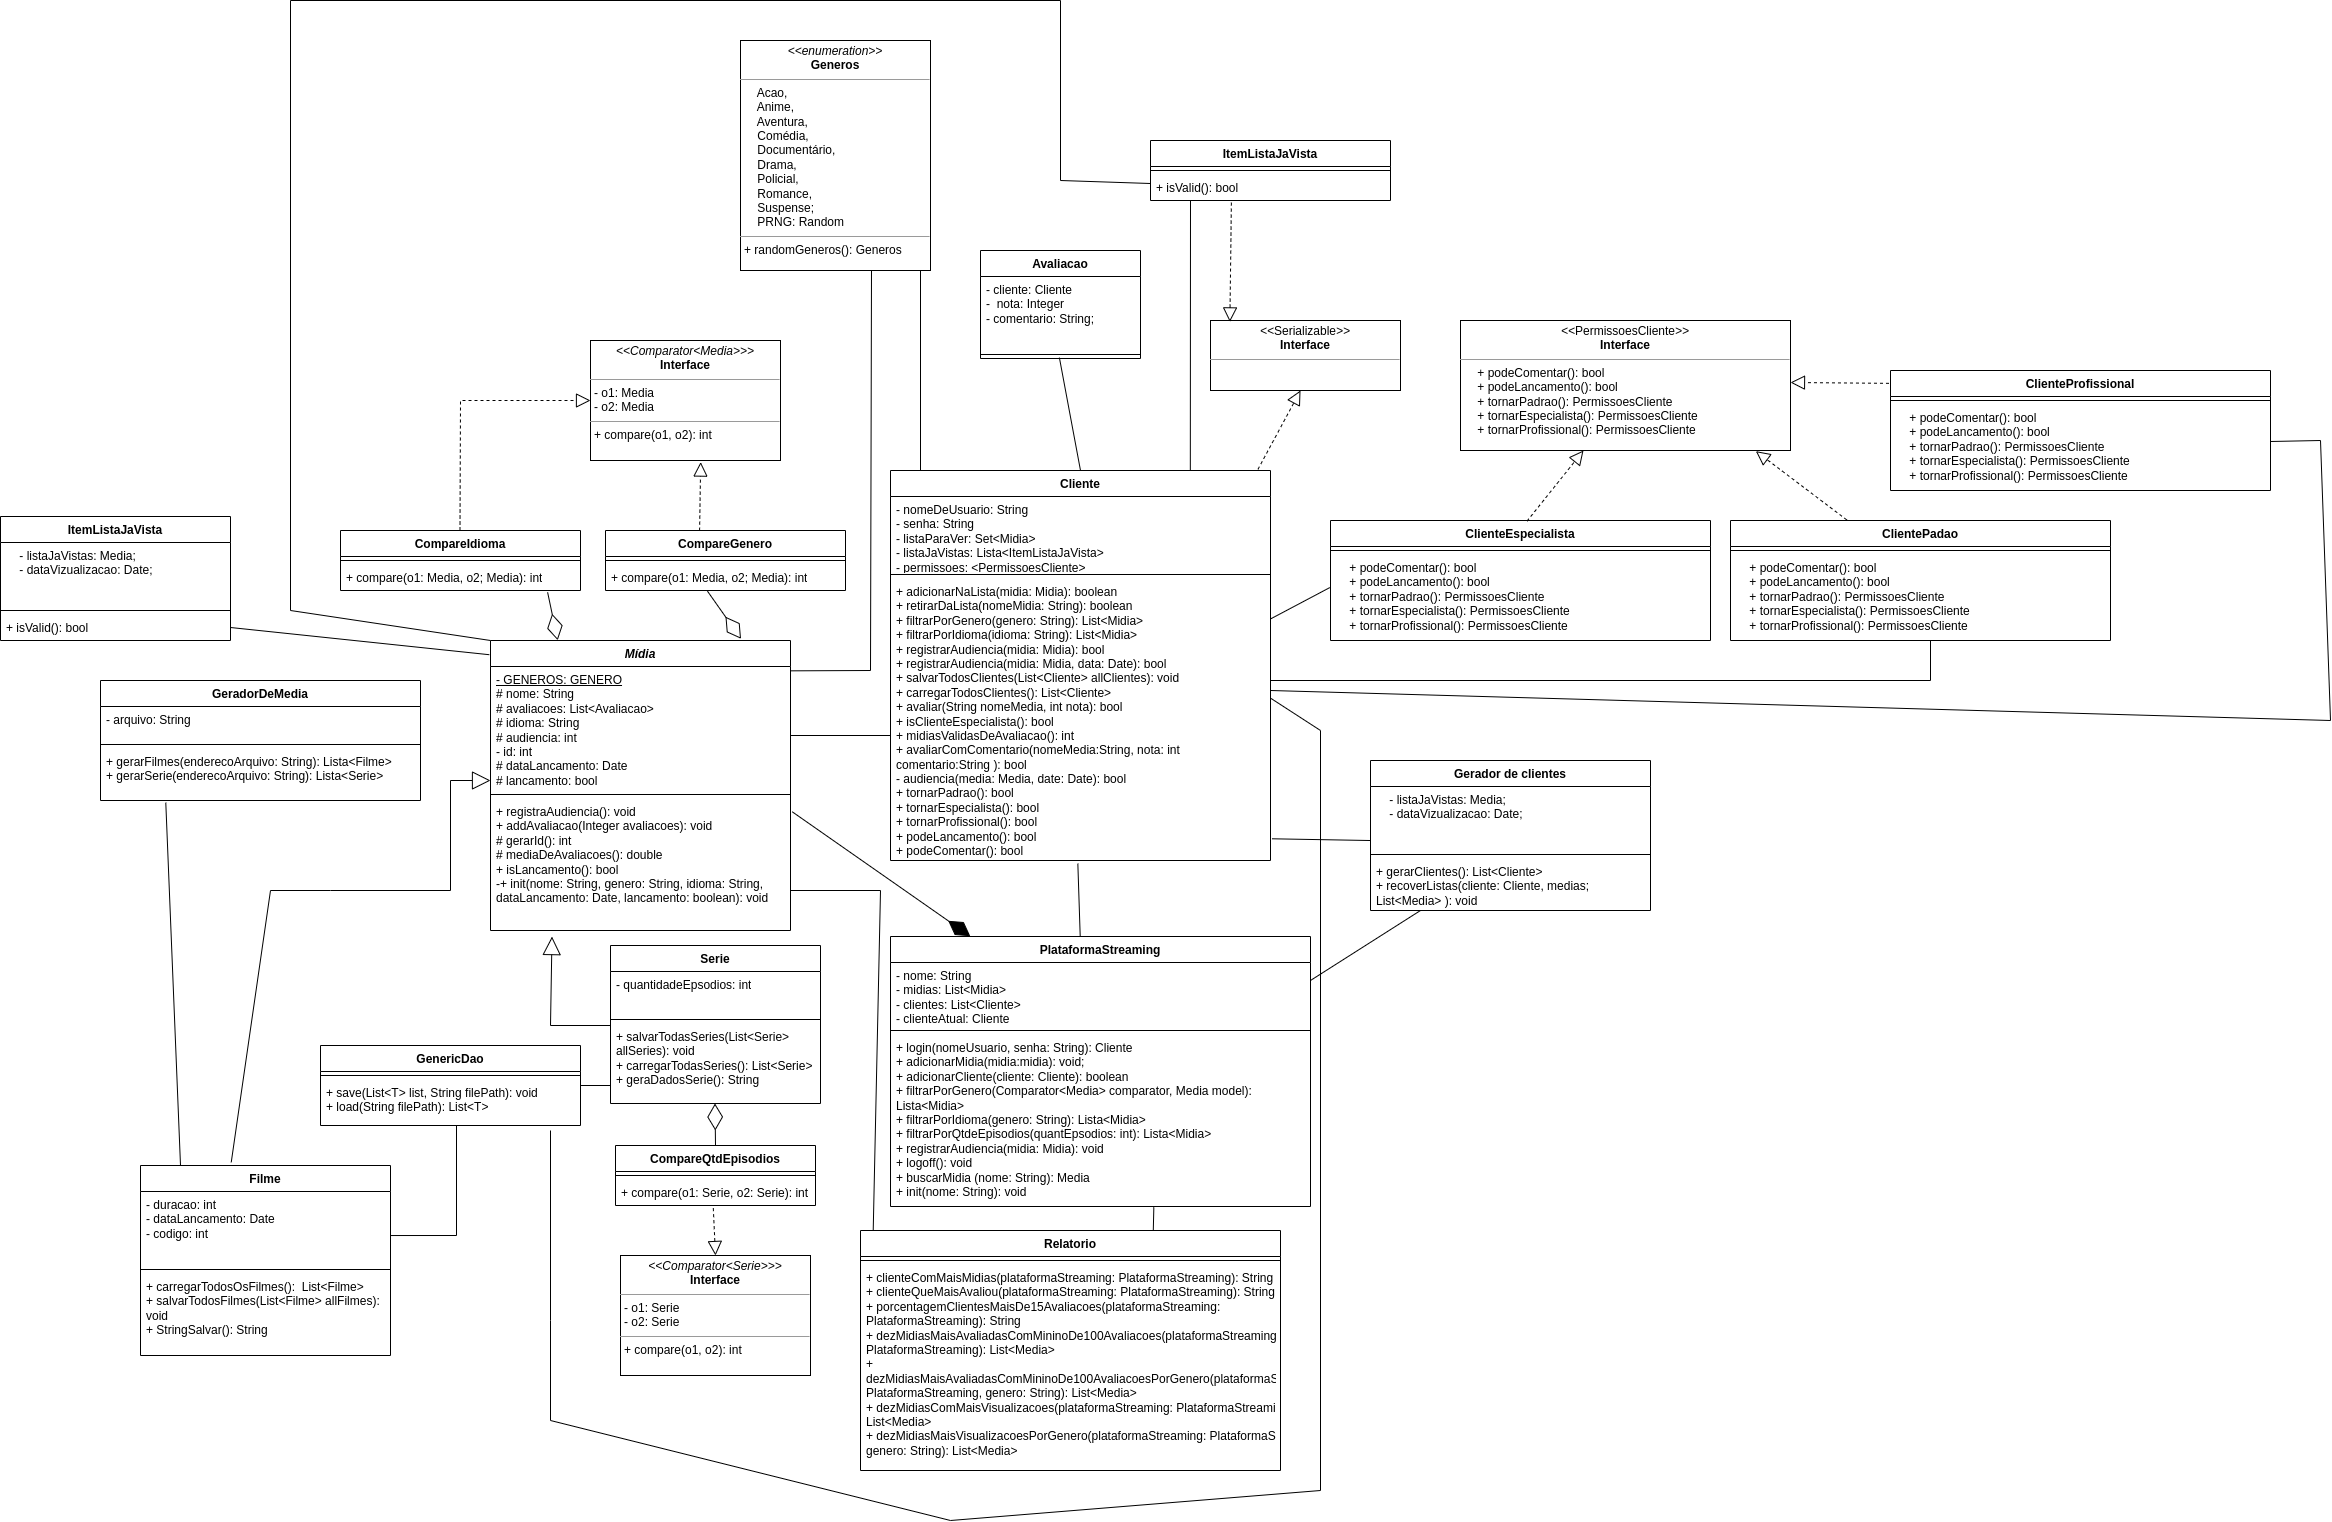 <<enumeration>>
Generos
Acao,
Anime,
Aventura,
Comédia,
Documentário,
Drama,
Policial,
Romance,
Suspense;
PRNG: Random
+ randomGeneros(): Generos
ItemListaJaVista
+ isValid(): bool
Avaliacao
- cliente: Cliente
-  nota: Integer
- comentario: String;
<<Serializable>>
Interface
<<PermissoesCliente>>
Interface
+ podeComentar(): bool
+ podeLancamento(): bool
+ tornarPadrao(): PermissoesCliente
+ tornarEspecialista(): PermissoesCliente
+ tornarProfissional(): PermissoesCliente
ClienteProfissional
+ podeComentar(): bool
+ podeLancamento(): bool
+ tornarPadrao(): PermissoesCliente
+ tornarEspecialista(): PermissoesCliente
+ tornarProfissional(): PermissoesCliente
<<Comparator<Media>>>
Interface
- o1: Media
- o2: Media
+ compare(o1, o2): int
ItemListaJaVista
- listaJaVistas: Media;
- dataVizualizacao: Date;
+ isValid(): bool
CompareIdioma
+ compare(o1: Media, o2; Media): int
CompareGenero
+ compare(o1: Media, o2; Media): int
Cliente
- nomeDeUsuario: String
- senha: String
- listaParaVer: Set<Midia>
- listaJaVistas: Lista<ItemListaJaVista>
- permissoes: <PermissoesCliente>
+ adicionarNaLista(midia: Midia): boolean
+ retirarDaLista(nomeMidia: String): boolean
+ filtrarPorGenero(genero: String): List<Midia>
+ filtrarPorIdioma(idioma: String): List<Midia>
+ registrarAudiencia(midia: Midia): bool
+ registrarAudiencia(midia: Midia, data: Date): bool
+ salvarTodosClientes(List<Cliente> allClientes): void
+ carregarTodosClientes(): List<Cliente>
+ avaliar(String nomeMedia, int nota): bool
+ isClienteEspecialista(): bool
+ midiasValidasDeAvaliacao(): int
+ avaliarComComentario(nomeMedia:String, nota: int
comentario:String ): bool
- audiencia(media: Media, date: Date): bool
+ tornarPadrao(): bool
+ tornarEspecialista(): bool
+ tornarProfissional(): bool
+ podeLancamento(): bool
+ podeComentar(): bool
ClienteEspecialista
+ podeComentar(): bool
+ podeLancamento(): bool
+ tornarPadrao(): PermissoesCliente
+ tornarEspecialista(): PermissoesCliente
+ tornarProfissional(): PermissoesCliente
ClientePadao
+ podeComentar(): bool
+ podeLancamento(): bool
+ tornarPadrao(): PermissoesCliente
+ tornarEspecialista(): PermissoesCliente
+ tornarProfissional(): PermissoesCliente
GeradorDeMedia
- arquivo: String
+ gerarFilmes(enderecoArquivo: String): Lista<Filme>
+ gerarSerie(enderecoArquivo: String): Lista<Serie>
Mídia
- GENEROS: GENERO
# nome: String
# avaliacoes: List<Avaliacao>
# idioma: String
# audiencia: int
- id: int
# dataLancamento: Date
# lancamento: bool
+ registraAudiencia(): void
+ addAvaliacao(Integer avaliacoes): void
# gerarId(): int
# mediaDeAvaliacoes(): double
+ isLancamento(): bool
-+ init(nome: String, genero: String, idioma: String,
dataLancamento: Date, lancamento: boolean): void
Gerador de clientes
- listaJaVistas: Media;
- dataVizualizacao: Date;
+ gerarClientes(): List<Cliente>
+ recoverListas(cliente: Cliente, medias;
List<Media> ): void
Serie
- quantidadeEpsodios: int
+ salvarTodasSeries(List<Serie>
allSeries): void
+ carregarTodasSeries(): List<Serie>
+ geraDadosSerie(): String
PlataformaStreaming
- nome: String
- midias: List<Midia>
- clientes: List<Cliente>
- clienteAtual: Cliente
+ login(nomeUsuario, senha: String): Cliente
+ adicionarMidia(midia:midia): void;
+ adicionarCliente(cliente: Cliente): boolean
+ filtrarPorGenero(Comparator<Media> comparator, Media model):
Lista<Midia>
+ filtrarPorIdioma(genero: String): Lista<Midia>
+ filtrarPorQtdeEpisodios(quantEpsodios: int): Lista<Midia>
+ registrarAudiencia(midia: Midia): void
+ logoff(): void
+ buscarMidia (nome: String): Media
+ init(nome: String): void
GenericDao
+ save(List<T> list, String filePath): void
+ load(String filePath): List<T>
CompareQtdEpisodios
+ compare(o1: Serie, o2: Serie): int
Filme
- duracao: int
- dataLancamento: Date
- codigo: int
+ carregarTodosOsFilmes():  List<Filme>
+ salvarTodosFilmes(List<Filme> allFilmes):
void
+ StringSalvar(): String
<<Comparator<Serie>>>
Interface
- o1: Serie
- o2: Serie
+ compare(o1, o2): int
Relatorio
+ clienteComMaisMidias(plataformaStreaming: PlataformaStreaming): String
+ clienteQueMaisAvaliou(plataformaStreaming: PlataformaStreaming): String
+ porcentagemClientesMaisDe15Avaliacoes(plataformaStreaming:
PlataformaStreaming): String
+ dezMidiasMaisAvaliadasComMininoDe100Avaliacoes(plataformaStreaming
PlataformaStreaming): List<Media>
+
dezMidiasMaisAvaliadasComMininoDe100AvaliacoesPorGenero(plataformaS
PlataformaStreaming, genero: String): List<Media>
+ dezMidiasComMaisVisualizacoes(plataformaStreaming: PlataformaStreami
List<Media>
+ dezMidiasMaisVisualizacoesPorGenero(plataformaStreaming: PlataformaS
genero: String): List<Media>